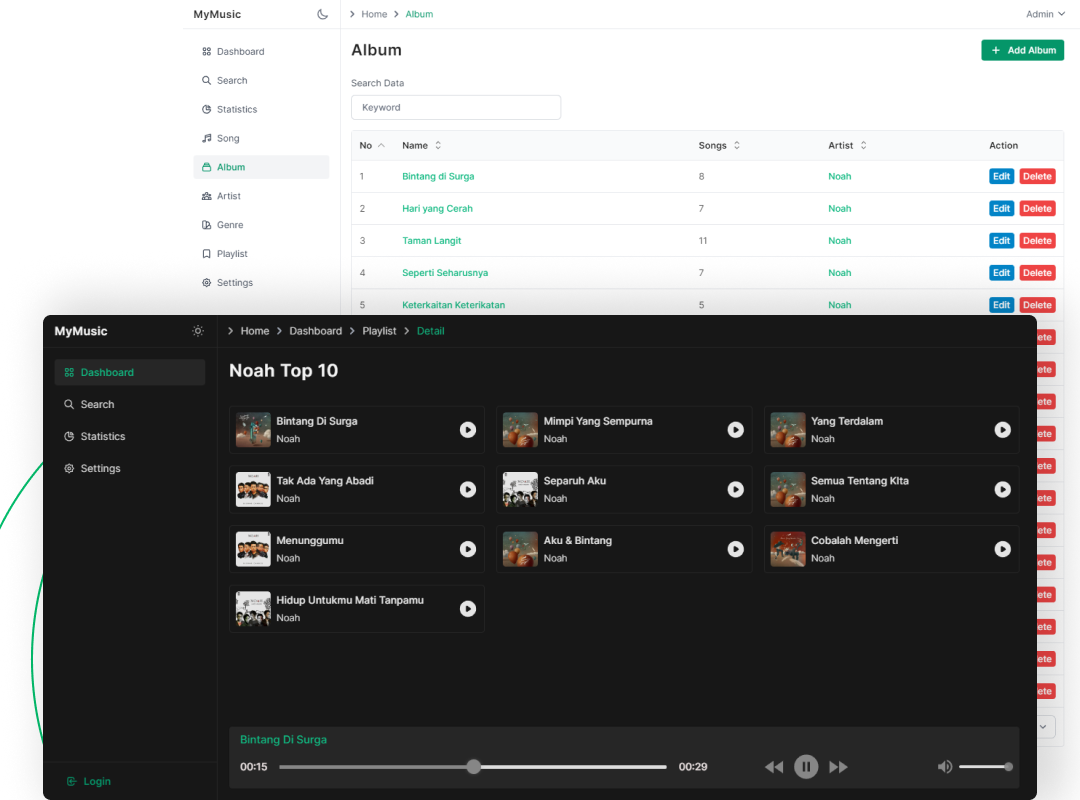 MyMusic
Home
Album
Admin
Dashboard
Search
Statistics
Song
Album
Artist
Genre
Playlist
Settings
Album
+ Add Album
Search Data
Keyword
No Name Songs Artist Action
1 Bintang di Surga 8 Noah Edit Delete
2 Hari yang Cerah 7 Noah Edit Delete
3 Taman Langit 11 Noah Edit Delete
4 Seperti Seharusnya 7 Noah Edit Delete
5 Keterkaitan Keterikatan 5 Noah Edit Delete
MyMusic
Home
Dashboard
Playlist
Detail
Dashboard
Search
Statistics
Settings
Login
Noah Top 10
Bintang Di Surga
Noah
Mimpi Yang Sempurna
Noah
Yang Terdalam
Noah
Tak Ada Yang Abadi
Noah
Separuh Aku
Noah
Semua Tentang KIta
Noah
Menunggumu
Noah
Aku & Bintang
Noah
Cobalah Mengerti
Noah
Hidup Untukmu Mati Tanpamu
Noah
Bintang Di Surga
00:15
00:29